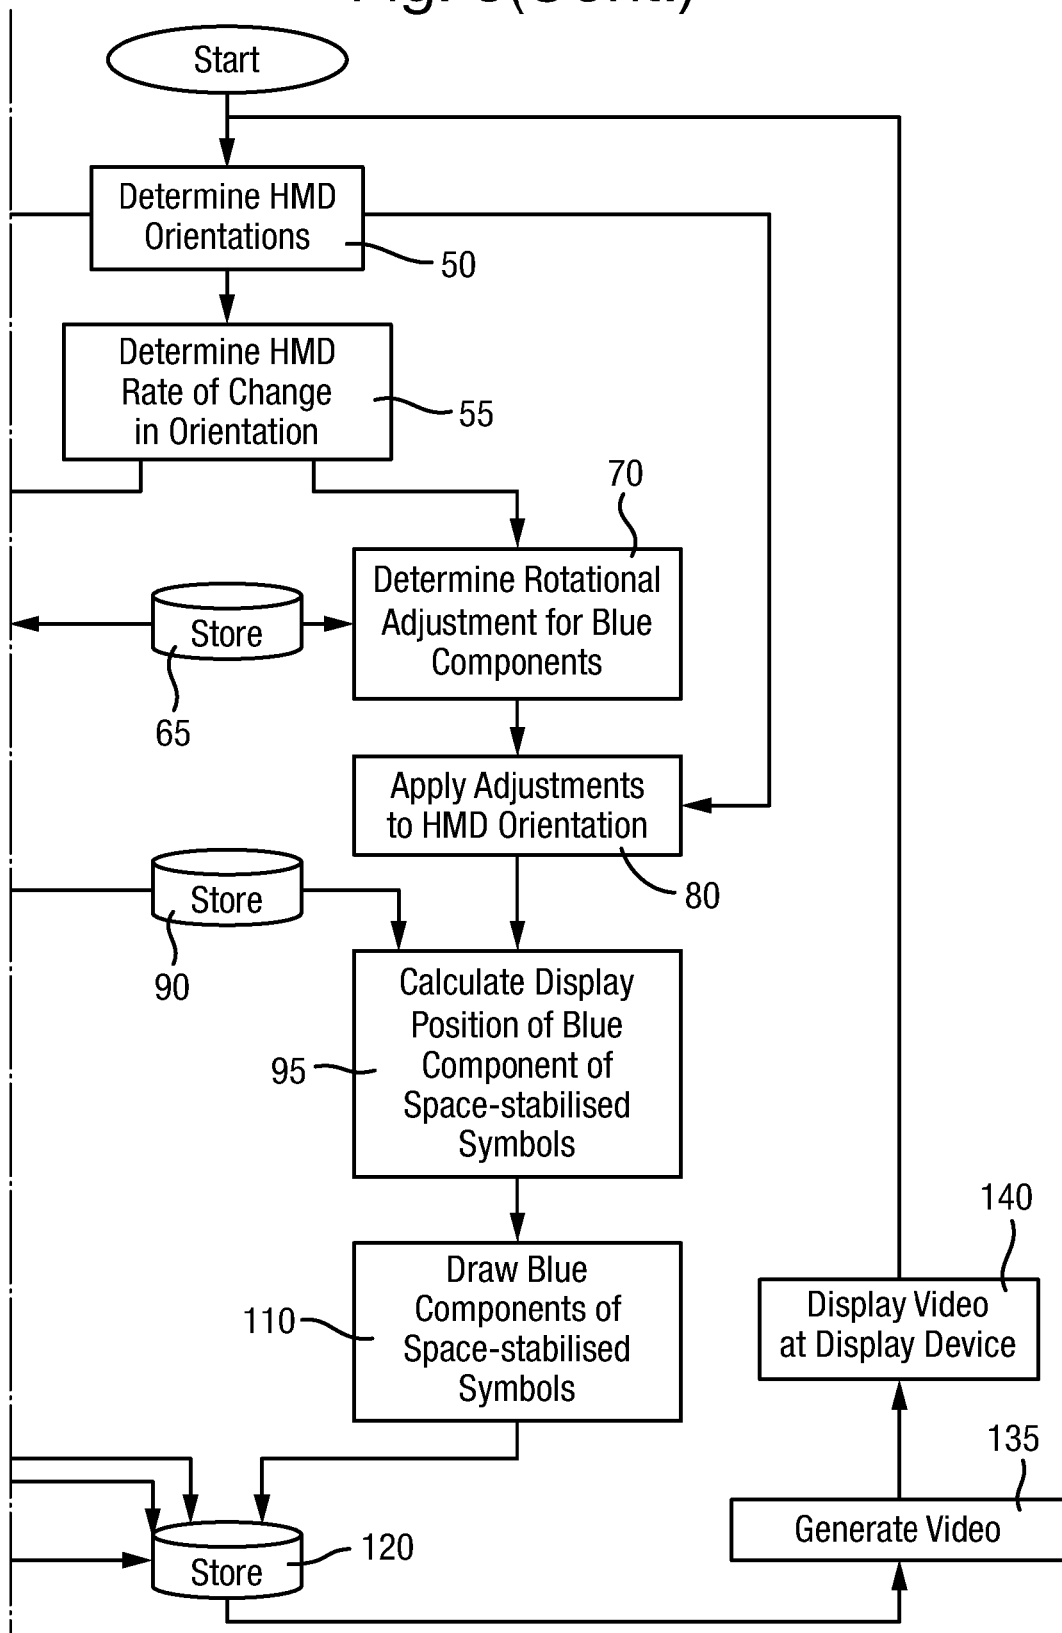 Start
Determine HMD
Orientations
50
Determine HMD
Rate of Change
in Orientation
55
70
Determine Rotational
Adjustment for Blue
Components
Store
65
Apply Adjustments
to HMD Orientation
80
Store
90
Calculate Display
Position of Blue
Component of
Space-stabilised
Symbols
95
Draw Blue
Components of
Space-stabilised
Symbols
110
140
Display Video
at Display Device
135
Generate Video
Store
120